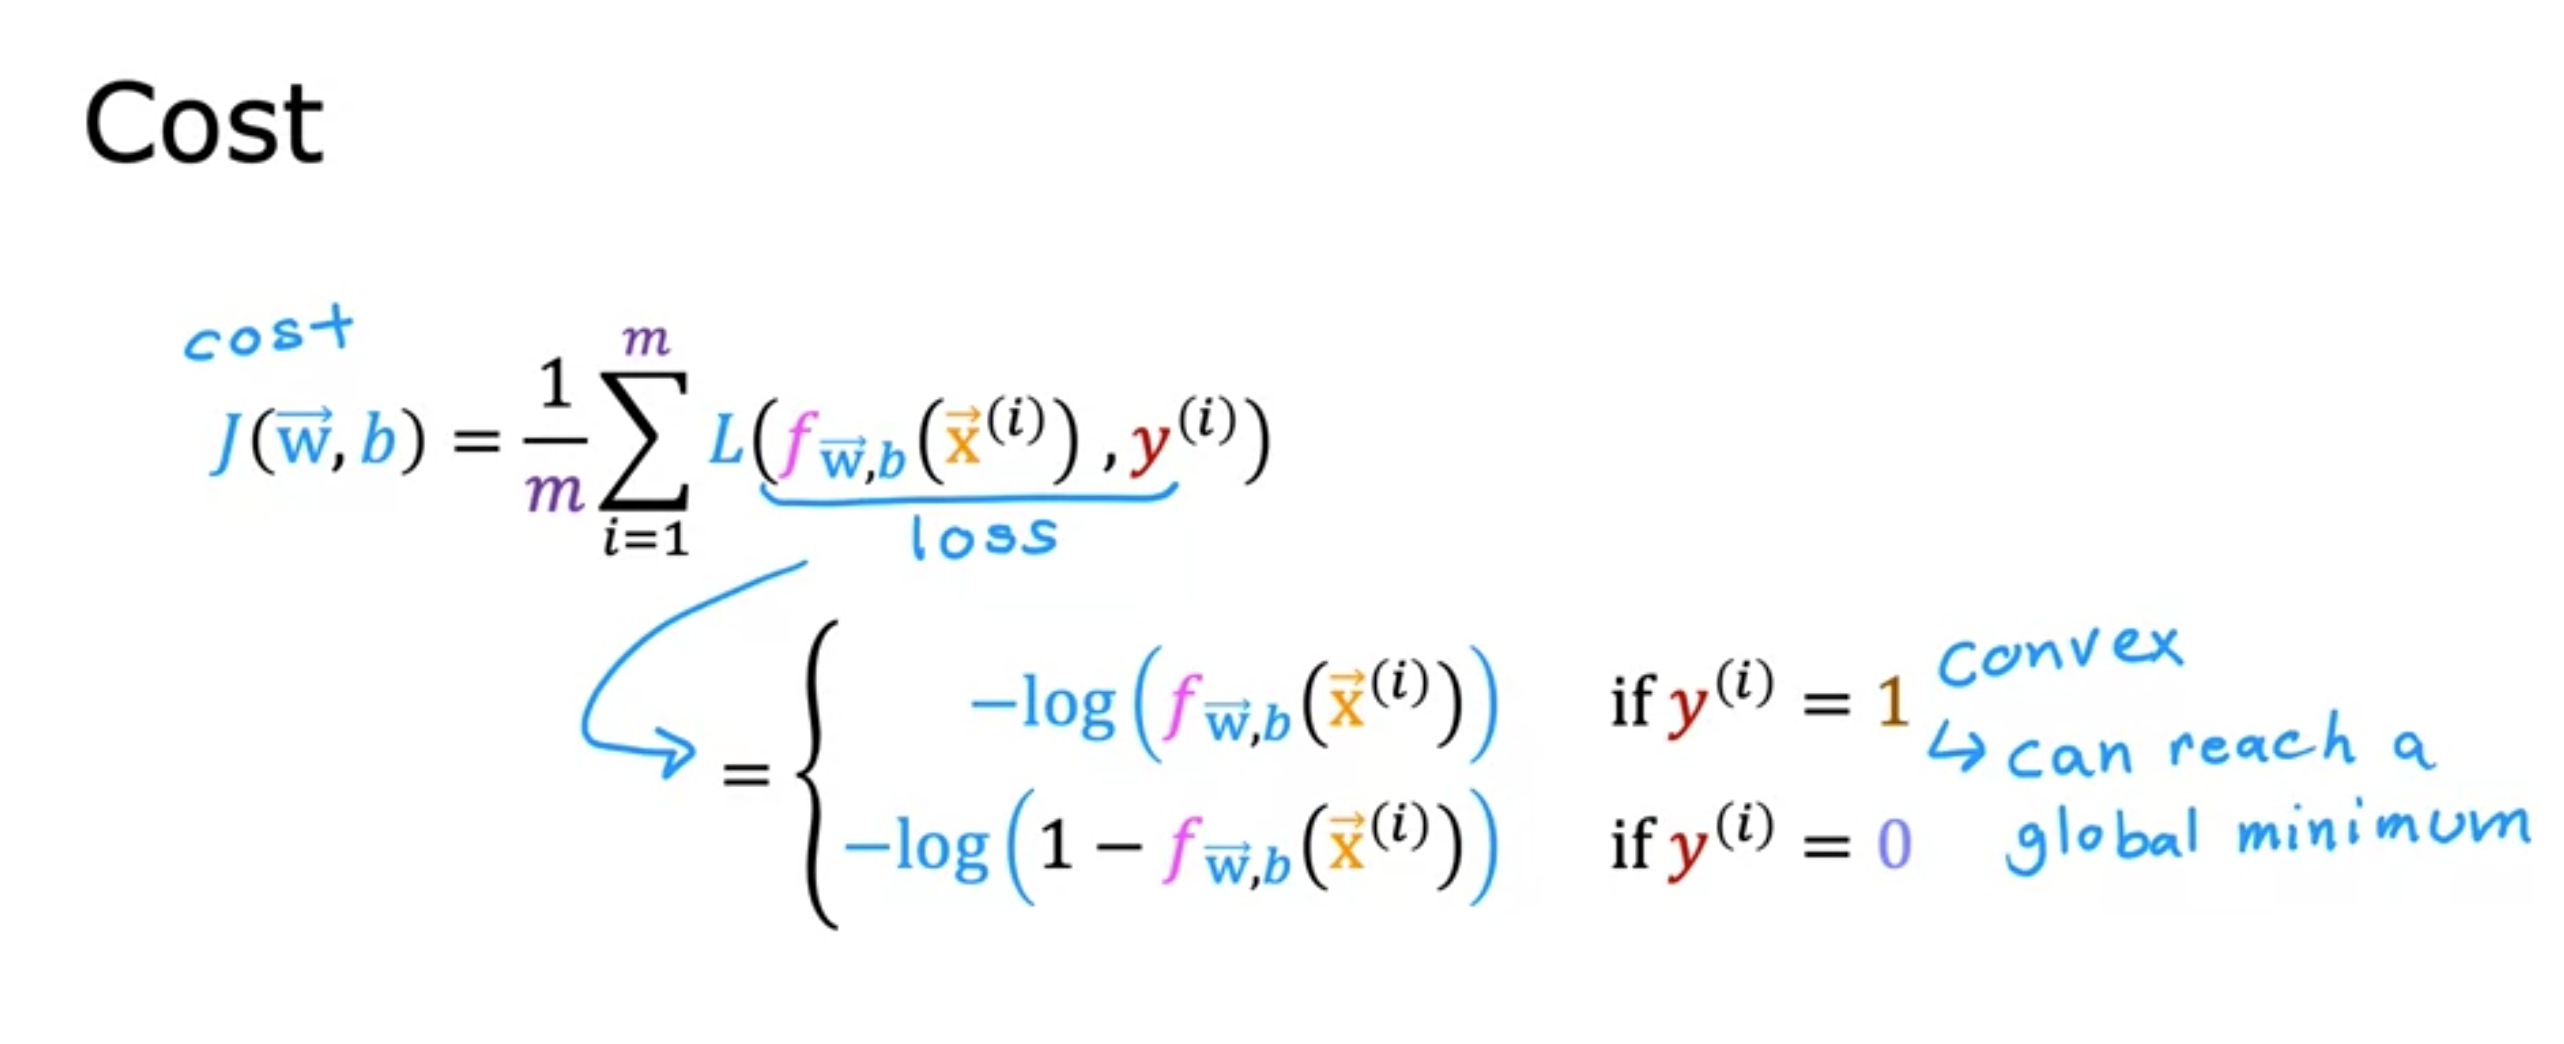 Cost
cost
J(w⃗, b) = 1/m ∑_{i=1}^{m} L(f_{w⃗,b}(x⃗^{(i)}), y^{(i)})
loss
= { −log(f_{w⃗,b}(x⃗^{(i)})) if y^{(i)} = 1 convex
↳ can reach a
−log(1 − f_{w⃗,b}(x⃗^{(i)})) if y^{(i)} = 0 global minimum